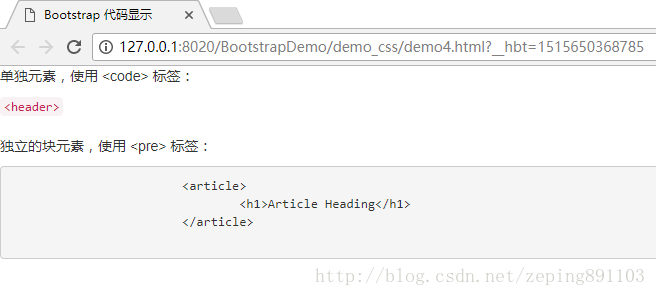 Bootstrap 代码显示
127.0.0.1:8020/BootstrapDemo/demo_css/demo4.html?__hbt=1515650368785
单独元素，使用 <code> 标签：
<header>
独立的块元素，使用 <pre> 标签：
<article>
<h1>Article Heading</h1>
</article>
http://blog.csdn.net/zeping891103